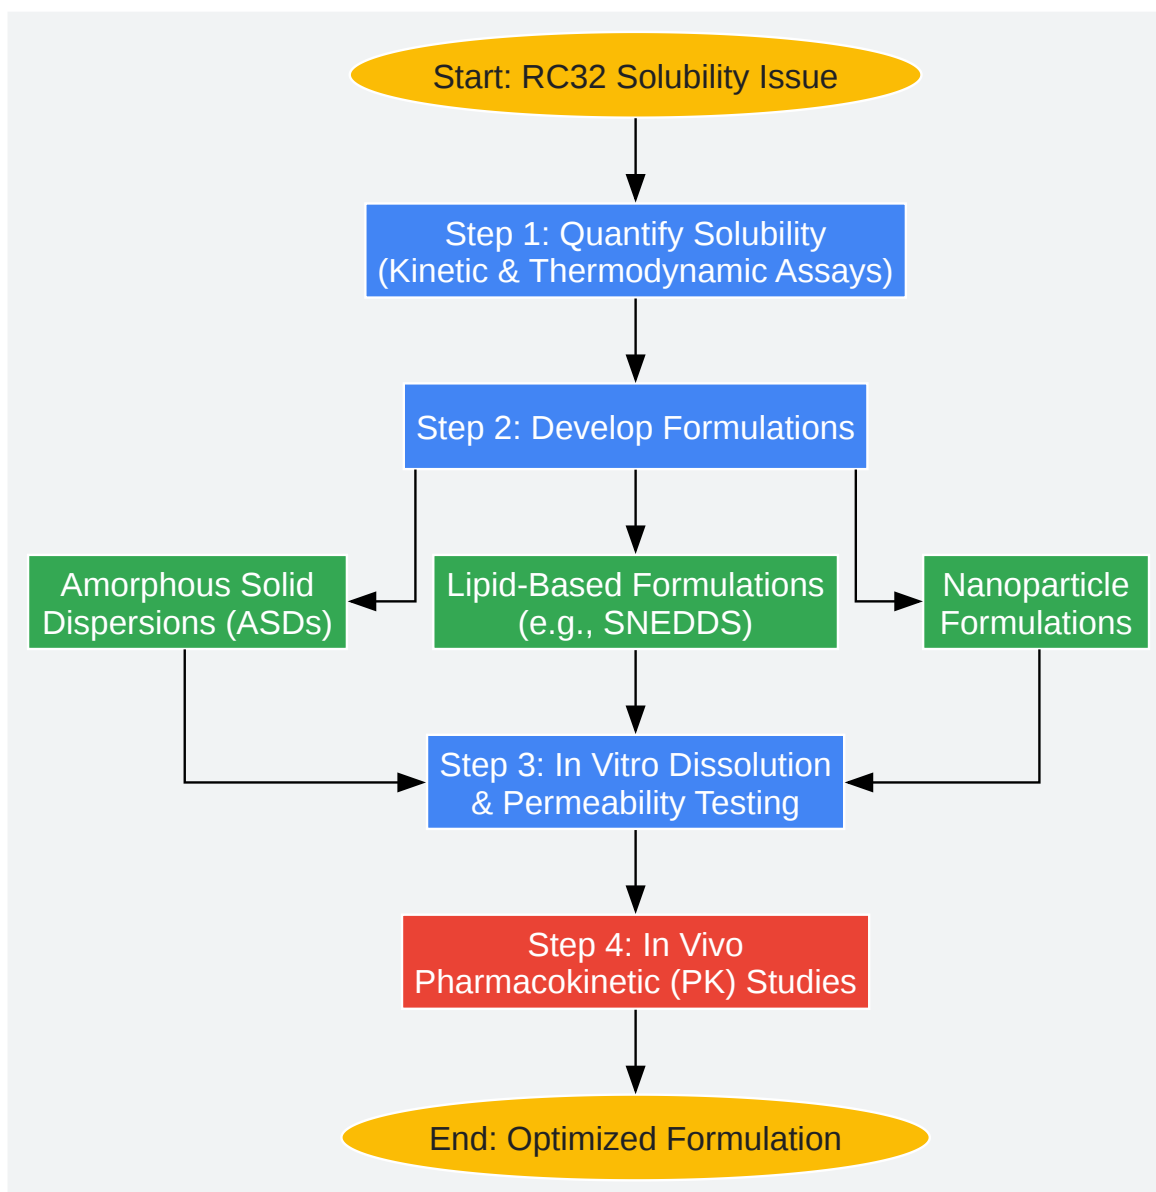 Start: RC32 Solubility Issue
Step 1: Quantify Solubility
(Kinetic & Thermodynamic Assays)
Step 2: Develop Formulations
Amorphous Solid
Dispersions (ASDs)
Lipid-Based Formulations
(e.g., SNEDDS)
Nanoparticle
Formulations
Step 3: In Vitro Dissolution
& Permeability Testing
Step 4: In Vivo
Pharmacokinetic (PK) Studies
End: Optimized Formulation